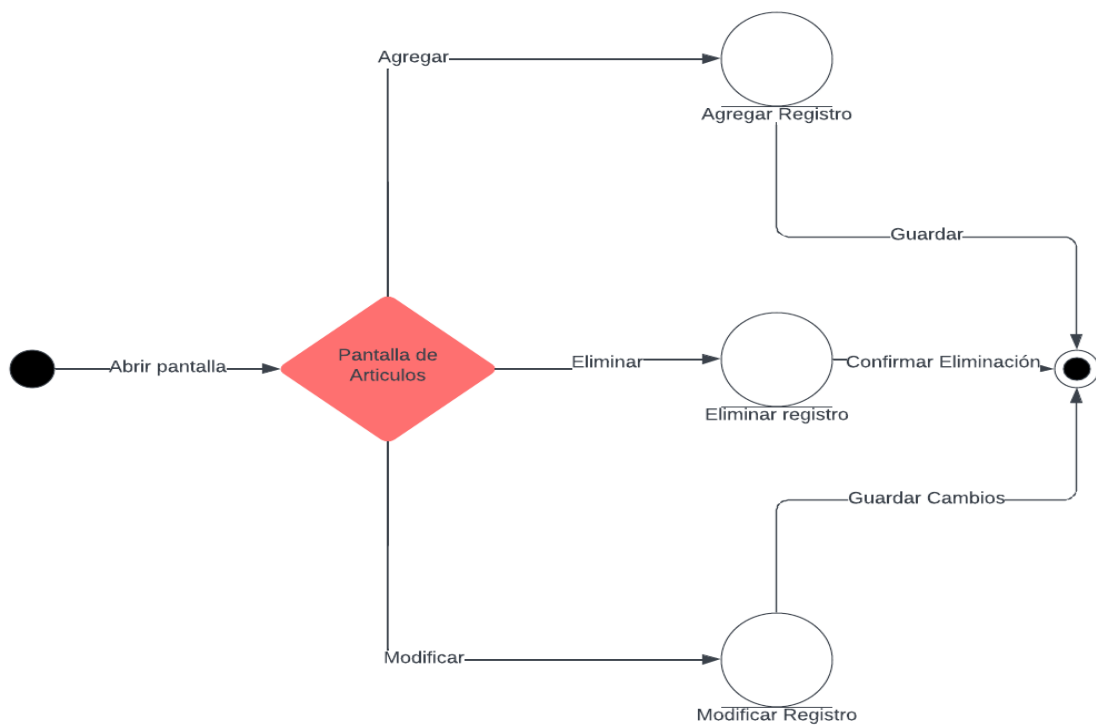 Agregar
Agregar Registro
Guardar
Abrir pantalla
Pantalla de
Articulos
Eliminar
Confirmar Eliminación
Eliminar registro
Guardar Cambios
Modificar
Modificar Registro